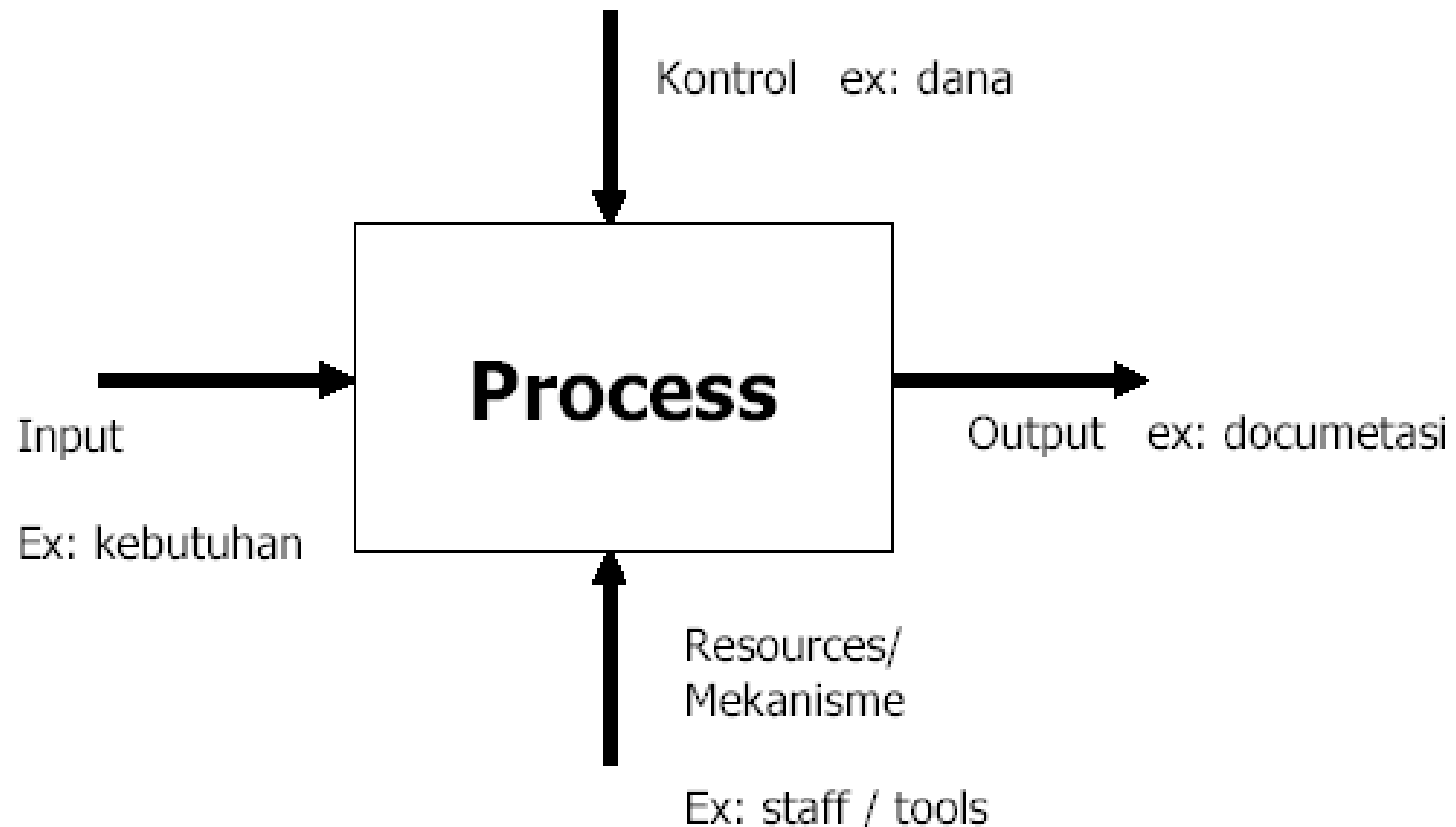 Kontrol ex: dana
Process
Input
Output ex: documetasi
Ex: kebutuhan
Resources/
Mekanisme
Ex: staff / tools